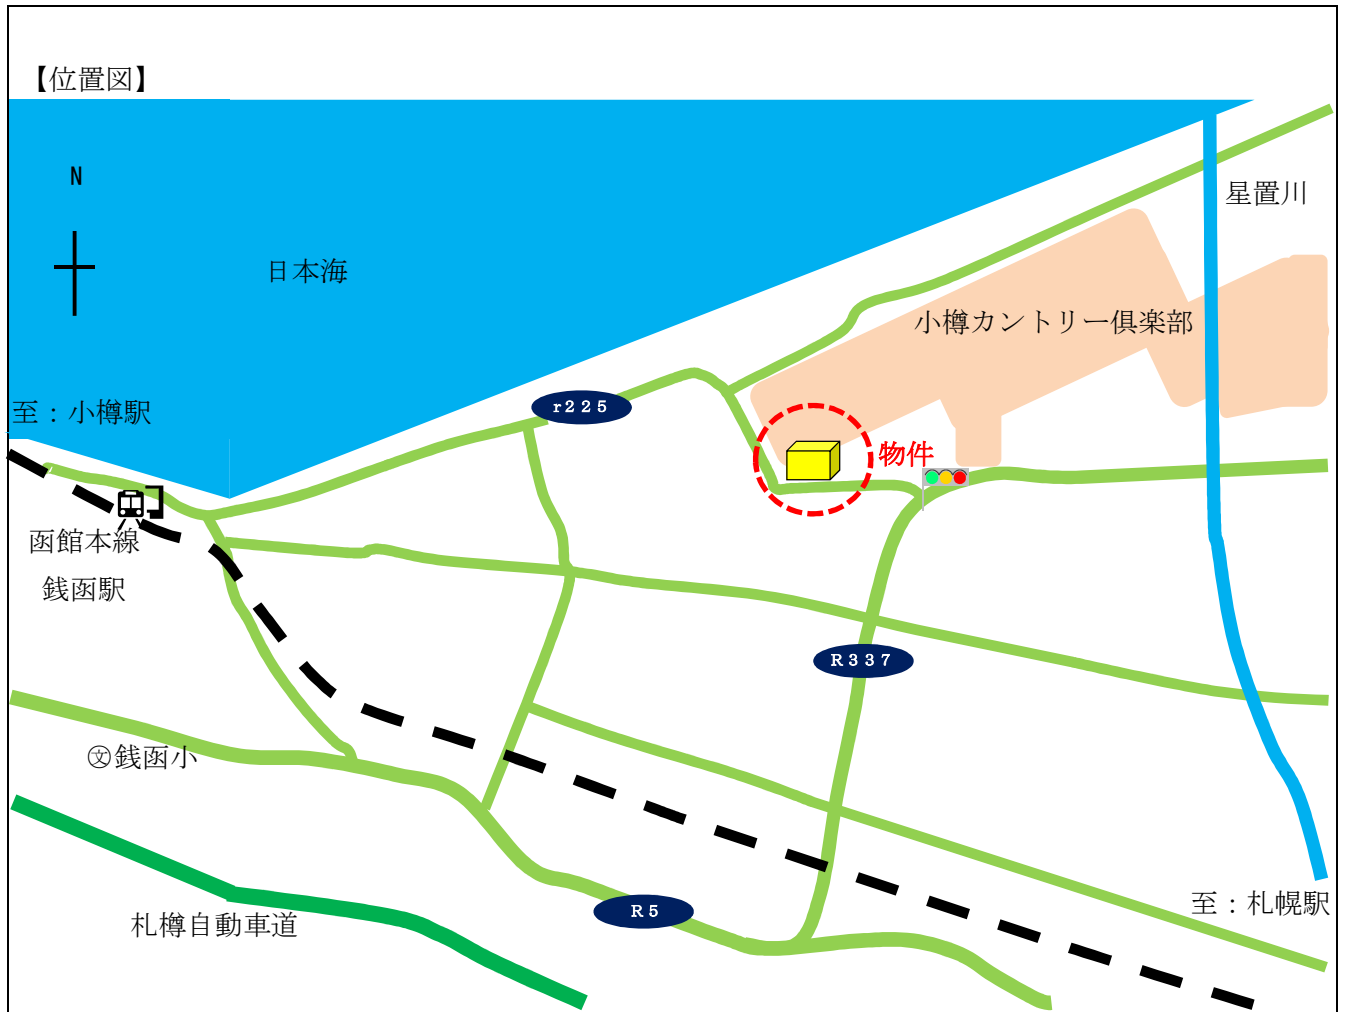 【位置図】
N
星置川
日本海
小樽カントリー倶楽部
至：小樽駅
ｒ２２５
物件
函館本線
銭函駅
Ｒ３３７
㉆銭函小
至：札幌駅
Ｒ５
札樽自動車道